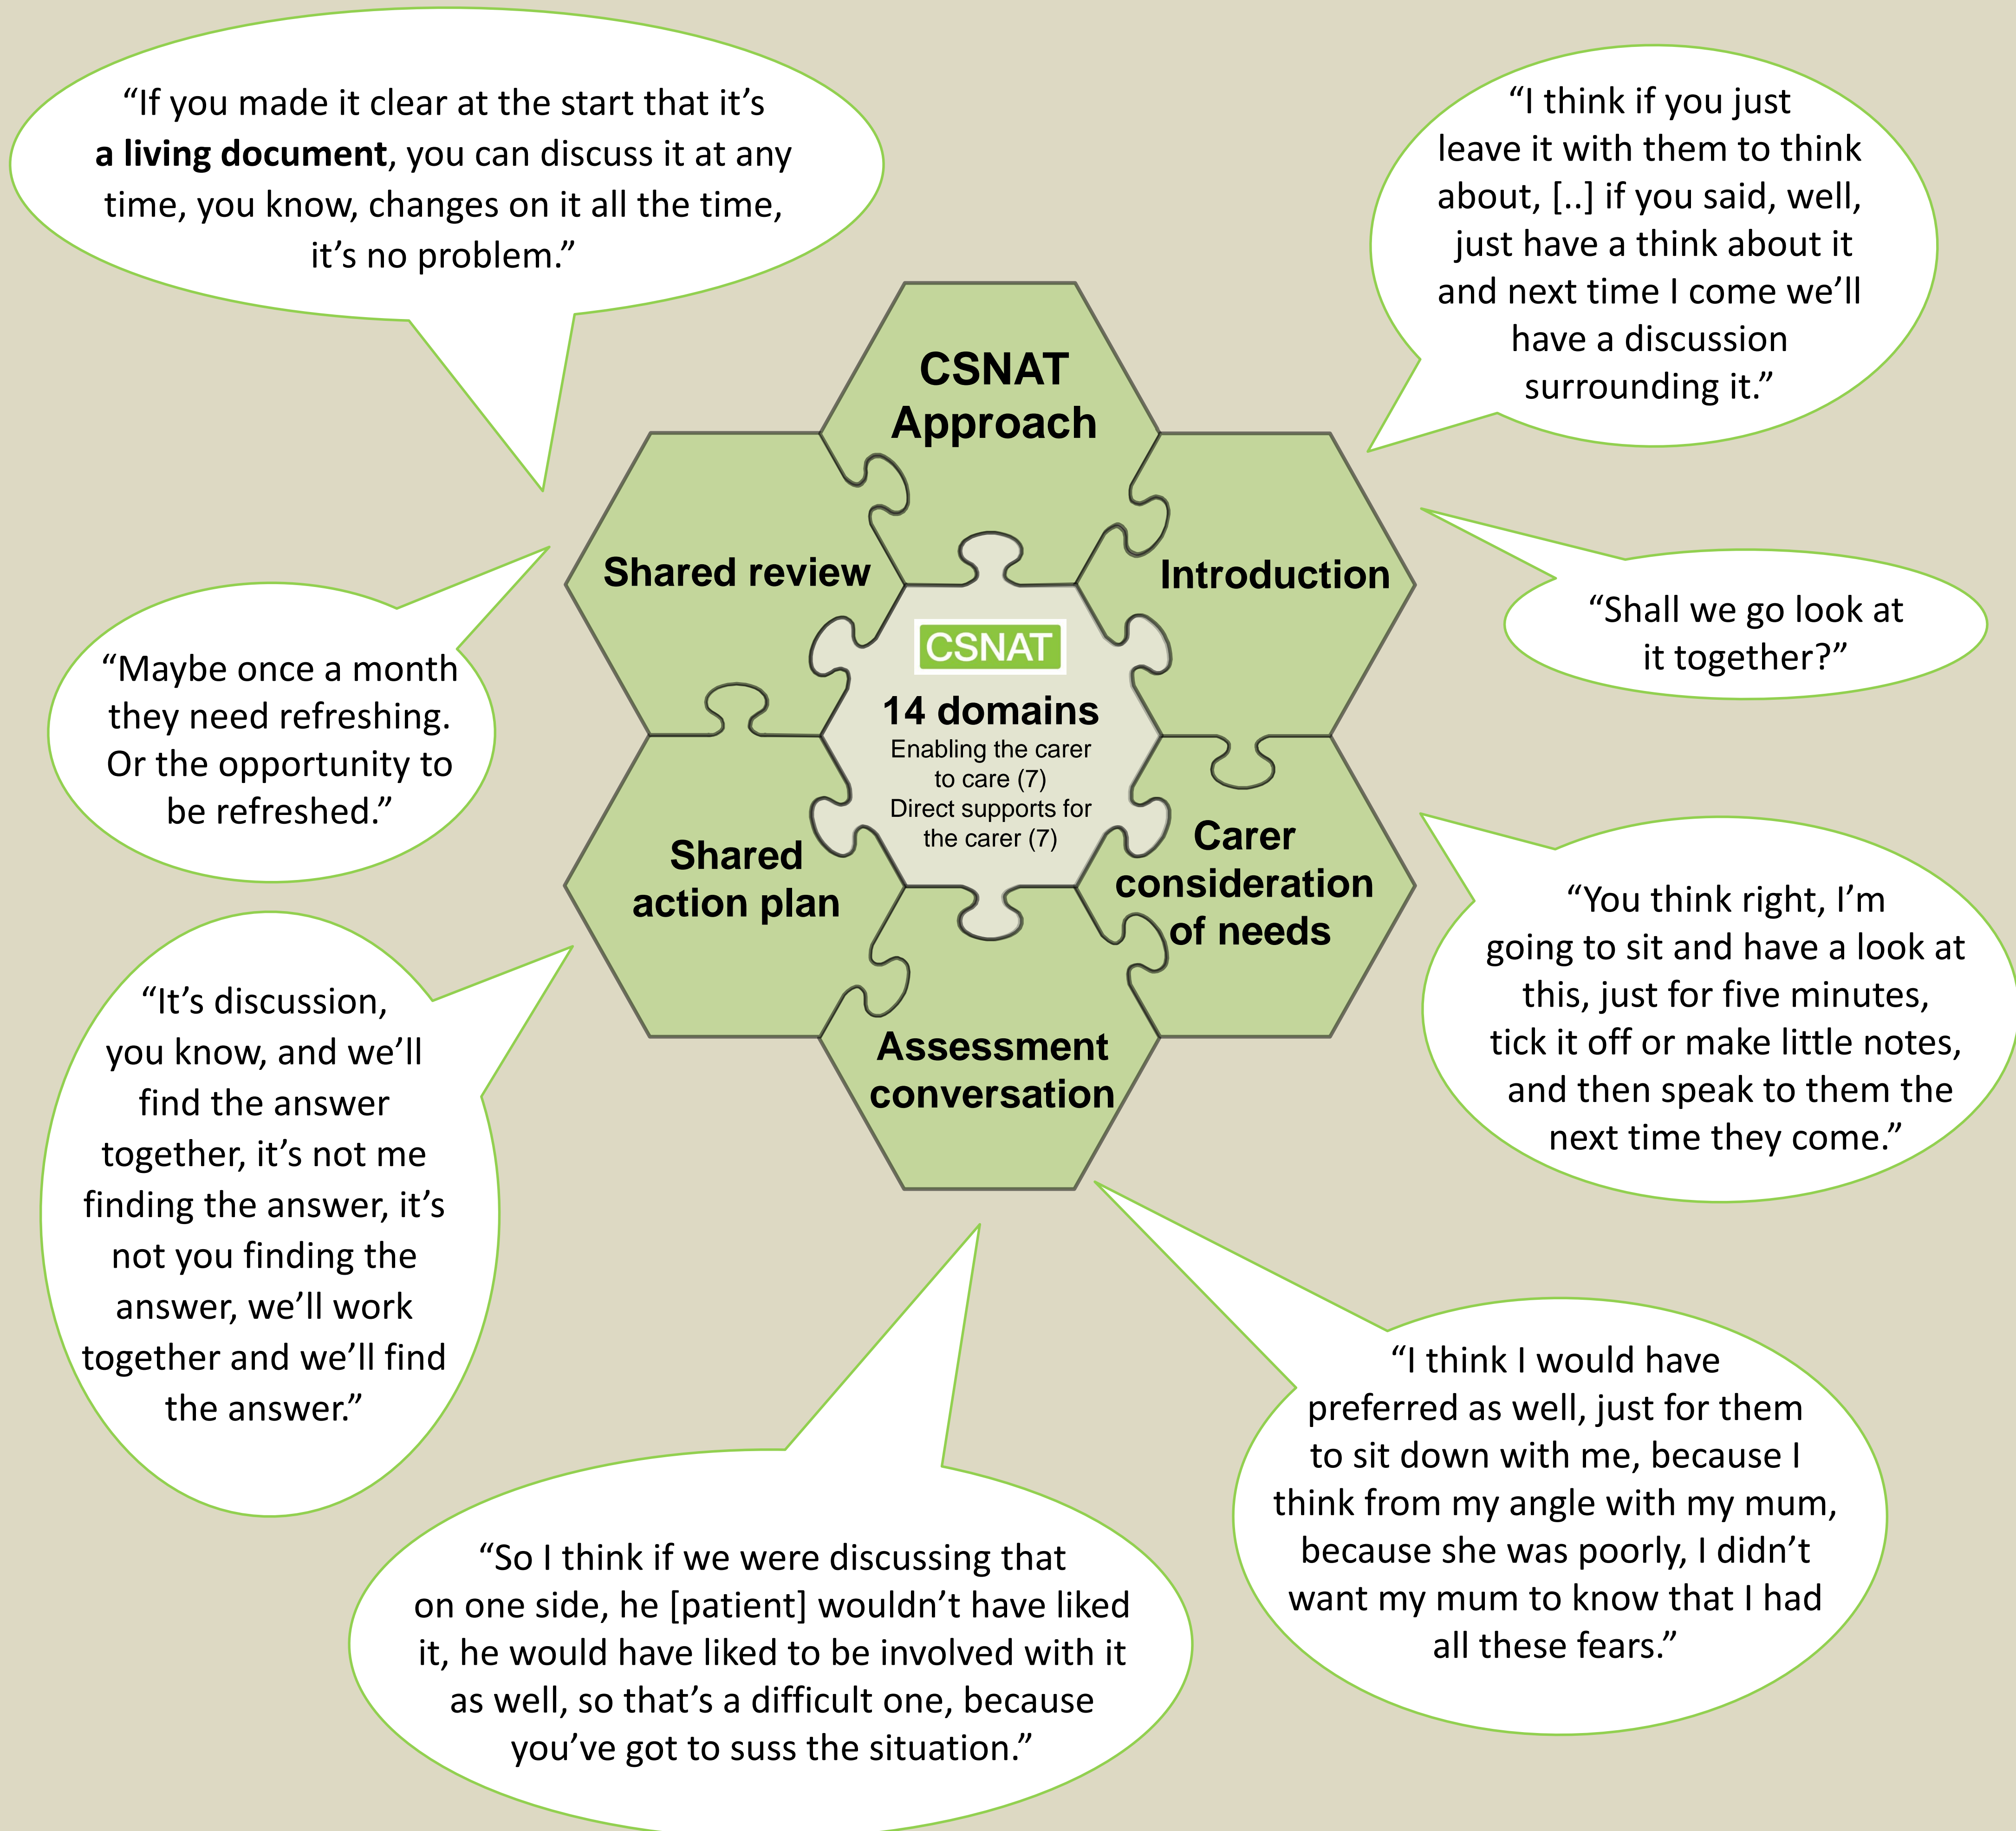 “If you made it clear at the start that it’s
a living document, you can discuss it at any
time, you know, changes on it all the time,
it’s no problem.”
“I think if you just
leave it with them to think
about, [..] if you said, well,
just have a think about it
and next time I come we’ll
have a discussion
surrounding it.”
CSNAT
Approach
Shared review
Introduction
“Shall we go look at
it together?”
CSNAT
14 domains
Enabling the carer
to care (7)
Direct supports for
the carer (7)
“Maybe once a month
they need refreshing.
Or the opportunity to
be refreshed.”
Shared
action plan
Carer
consideration
of needs
“You think right, I’m
going to sit and have a look at
this, just for five minutes,
tick it off or make little notes,
and then speak to them the
next time they come.”
Assessment
conversation
“It’s discussion,
you know, and we’ll
find the answer
together, it’s not me
finding the answer, it’s
not you finding the
answer, we’ll work
together and we’ll find
the answer.”
“I think I would have
preferred as well, just for them
to sit down with me, because I
think from my angle with my mum,
because she was poorly, I didn’t
want my mum to know that I had
all these fears.”
“So I think if we were discussing that
on one side, he [patient] wouldn’t have liked
it, he would have liked to be involved with it
as well, so that’s a difficult one, because
you’ve got to suss the situation.”